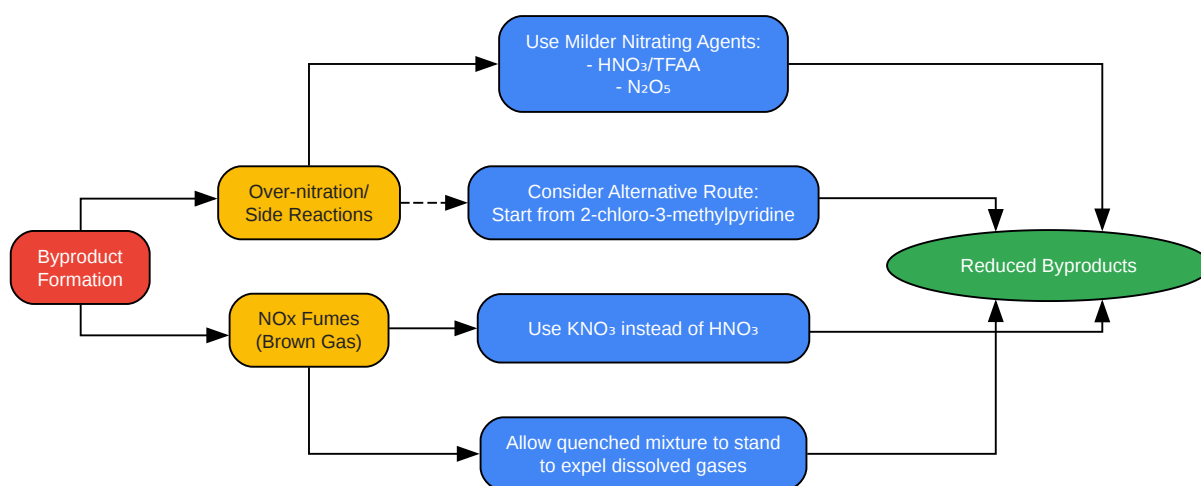 Use Milder Nitrating Agents:
- HNO₃/TFAA
- N₂O₅
Over-nitration/
Side Reactions
Consider Alternative Route:
Start from 2-chloro-3-methylpyridine
Byproduct
Formation
Reduced Byproducts
NOx Fumes
(Brown Gas)
Use KNO₃ instead of HNO₃
Allow quenched mixture to stand
to expel dissolved gases